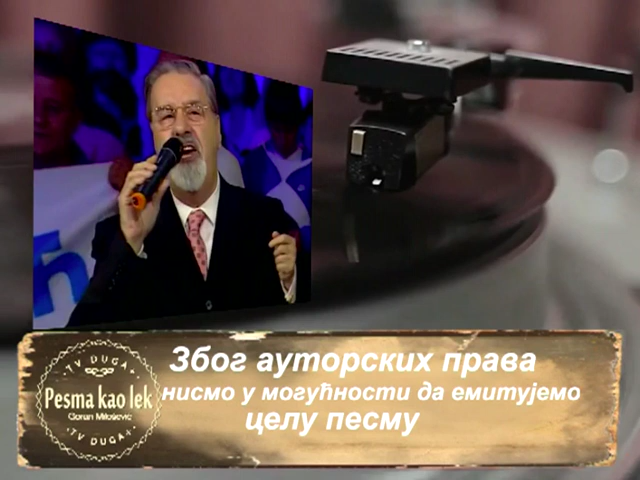 Ћ
Због ауторских права
нисмо у могућности да емитујемо
целу песму
TV DUGA+
Pesma kao lek
Goran Milošević
TV DUGA+